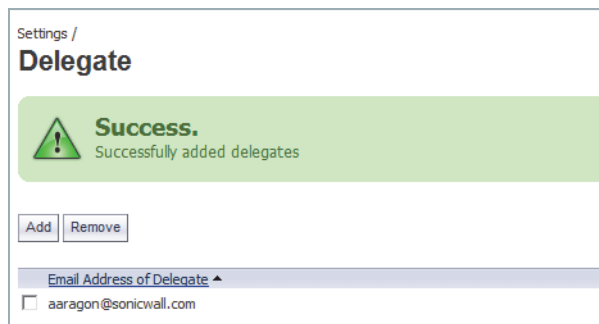 Settings /
Delegate
Success.
Successfully added delegates
Add Remove
Email Address of Delegate
aaragon@sonicwall.com